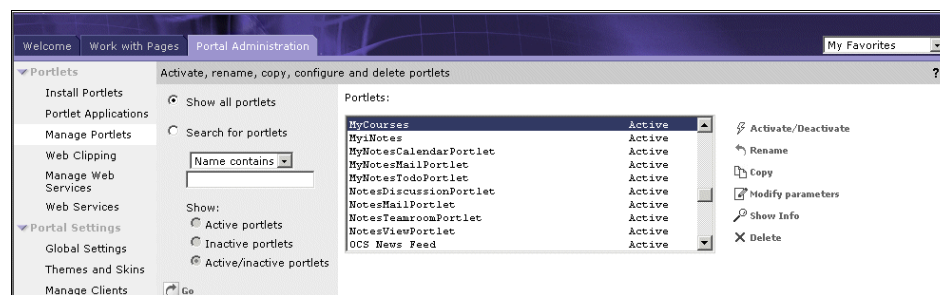 Welcome Work with Pages Portal Administration My Favorites
Portlets
Install Portlets
Portlet Applications
Manage Portlets
Web Clipping
Manage Web
Services
Web Services
Portal Settings
Global Settings
Themes and Skins
Manage Clients
Activate, rename, copy, configure and delete portlets ?
Show all portlets
Search for portlets
Name contains
Show:
Active portlets
Inactive portlets
Active/inactive portlets
Go
Portlets:
MyCourses Active
MyiNotes Active
MyNotesCalendarPortlet Active
MyNotesMailPortlet Active
MyNotesTodoPortlet Active
NotesDiscussionPortlet Active
NotesMailPortlet Active
NotesTeamroomPortlet Active
NotesViewPortlet Active
OCS News Feed Active
Activate/Deactivate
Rename
Copy
Modify parameters
Show Info
Delete